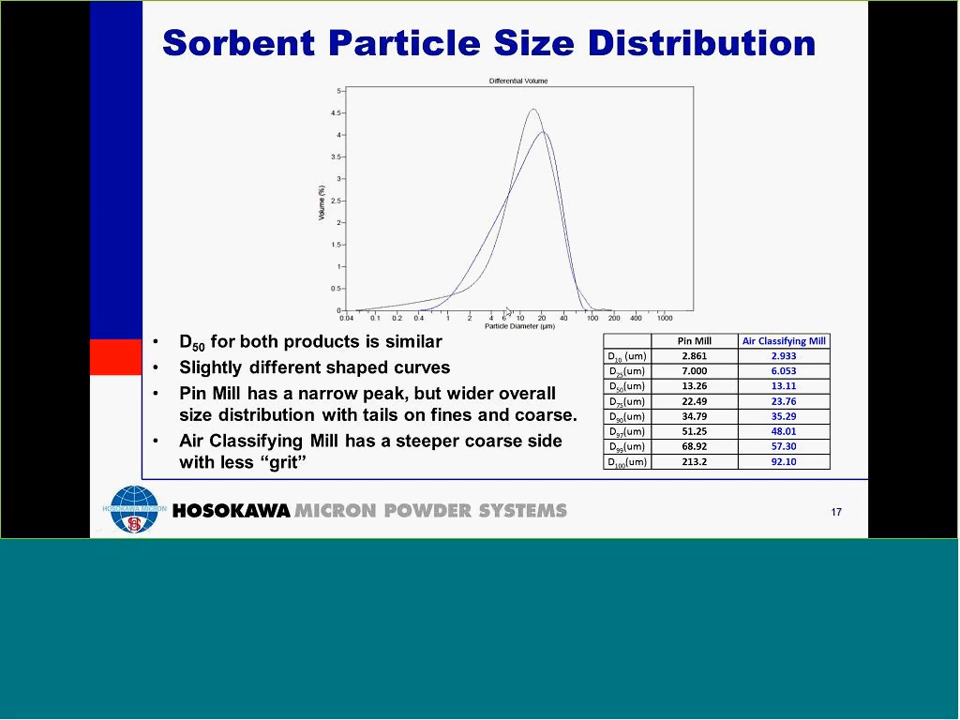 Sorbent Particle Size Distribution
Differential Volume
Volume (%)
5
4.5
4
3.5
3
2.5
2
1.5
1
0.5
0
0.04 0.1 0.2 0.4 1 2 4 6 10 20 40 100 200 400 1000
Particle Diameter (µm)
• D50 for both products is similar
• Slightly different shaped curves
• Pin Mill has a narrow peak, but wider overall
size distribution with tails on fines and coarse.
• Air Classifying Mill has a steeper coarse side
with less “grit”
Pin Mill Air Classifying Mill
D10 (um) 2.861 2.933
D25(um) 7.000 6.053
D50(um) 13.26 13.11
D75(um) 22.49 23.76
D90(um) 34.79 35.29
D97(um) 51.25 48.01
D99(um) 68.92 57.30
D100(um) 213.2 92.10
HOSOKAWA MICRON
HOSOKAWA MICRON POWDER SYSTEMS
17